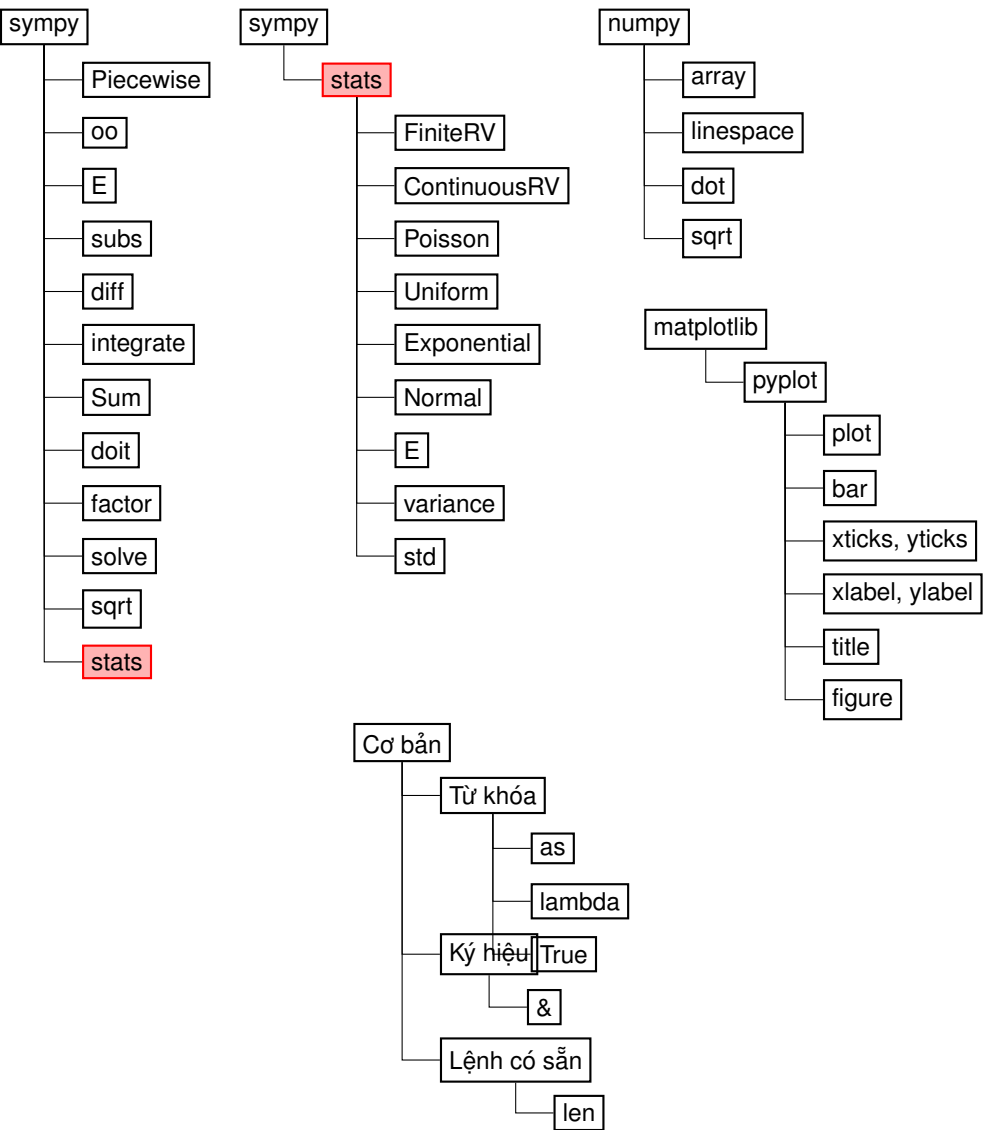 sympy
Piecewise
oo
E
subs
diff
integrate
Sum
doit
factor
solve
sqrt
stats
sympy
stats
FiniteRV
ContinuousRV
Poisson
Uniform
Exponential
Normal
E
variance
std
numpy
array
linespace
dot
sqrt
matplotlib
pyplot
plot
bar
xticks, yticks
xlabel, ylabel
title
figure
Cơ bản
Từ khóa
as
lambda
True
Ký hiệu
&
Lệnh có sẵn
len